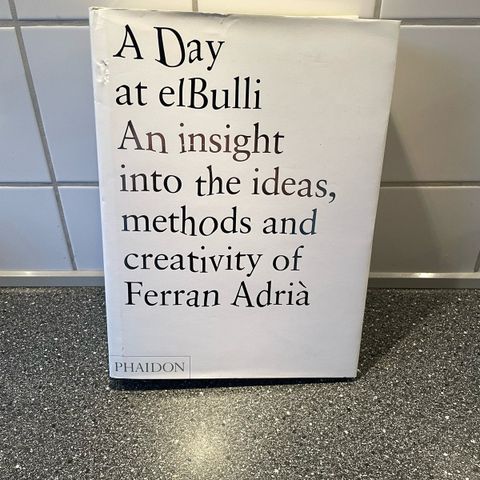 A Day
at elBulli
An insight
into the ideas,
methods and
creativity of
Ferran Adrià
PHAIDON